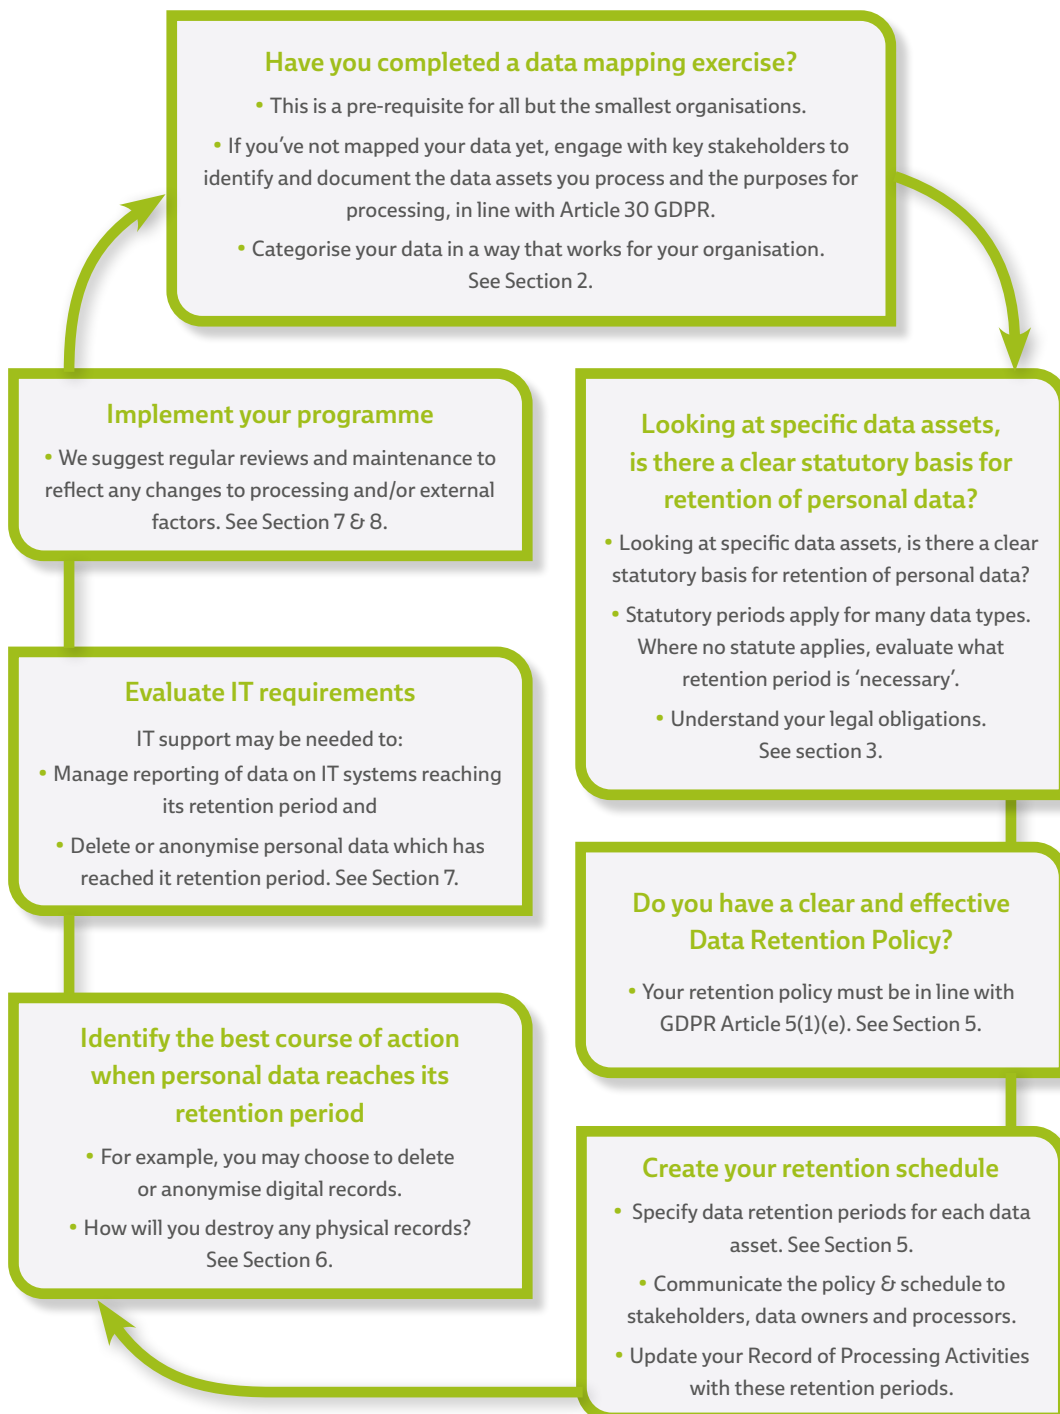 Have you completed a data mapping exercise?
• This is a pre-requisite for all but the smallest organisations.
• If you've not mapped your data yet, engage with key stakeholders to
identify and document the data assets you process and the purposes for
processing, in line with Article 30 GDPR.
• Categorise your data in a way that works for your organisation.
See Section 2.
Looking at specific data assets,
is there a clear statutory basis for
retention of personal data?
• Looking at specific data assets, is there a clear
statutory basis for retention of personal data?
• Statutory periods apply for many data types.
Where no statute applies, evaluate what
retention period is ‘necessary’.
• Understand your legal obligations.
See section 3.
Do you have a clear and effective
Data Retention Policy?
• Your retention policy must be in line with
GDPR Article 5(1)(e). See Section 5.
Create your retention schedule
• Specify data retention periods for each data
asset. See Section 5.
• Communicate the policy & schedule to
stakeholders, data owners and processors.
• Update your Record of Processing Activities
with these retention periods.
Identify the best course of action
when personal data reaches its
retention period
• For example, you may choose to delete
or anonymise digital records.
• How will you destroy any physical records?
See Section 6.
Evaluate IT requirements
IT support may be needed to:
• Manage reporting of data on IT systems reaching
its retention period and
• Delete or anonymise personal data which has
reached it retention period. See Section 7.
Implement your programme
• We suggest regular reviews and maintenance to
reflect any changes to processing and/or external
factors. See Section 7 & 8.